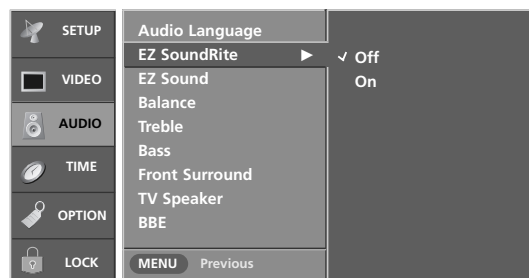 SETUP
VIDEO
AUDIO
TIME
OPTION
LOCK
Audio Language
EZ SoundRite
EZ Sound
Balance
Treble
Bass
Front Surround
TV Speaker
BBE
MENU Previous
Off
On